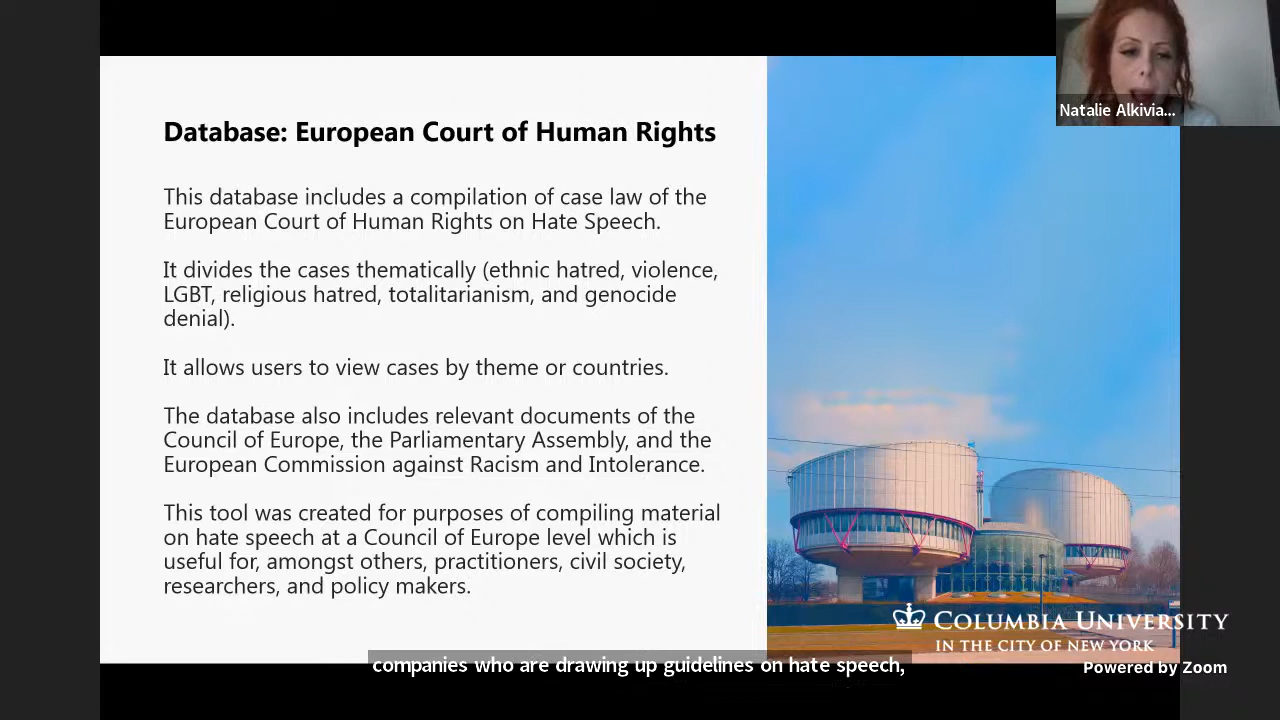 Natalie Alkivia...
Database: European Court of Human Rights
This database includes a compilation of case law of the
European Court of Human Rights on Hate Speech.
It divides the cases thematically (ethnic hatred, violence,
LGBT, religious hatred, totalitarianism, and genocide
denial).
It allows users to view cases by theme or countries.
The database also includes relevant documents of the
Council of Europe, the Parliamentary Assembly, and the
European Commission against Racism and Intolerance.
This tool was created for purposes of compiling material
on hate speech at a Council of Europe level which is
useful for, amongst others, practitioners, civil society,
researchers, and policy makers.
COLUMBIA UNIVERSITY
IN THE CITY OF NEW YORK
companies who are drawing up guidelines on hate speech,
Powered by Zoom